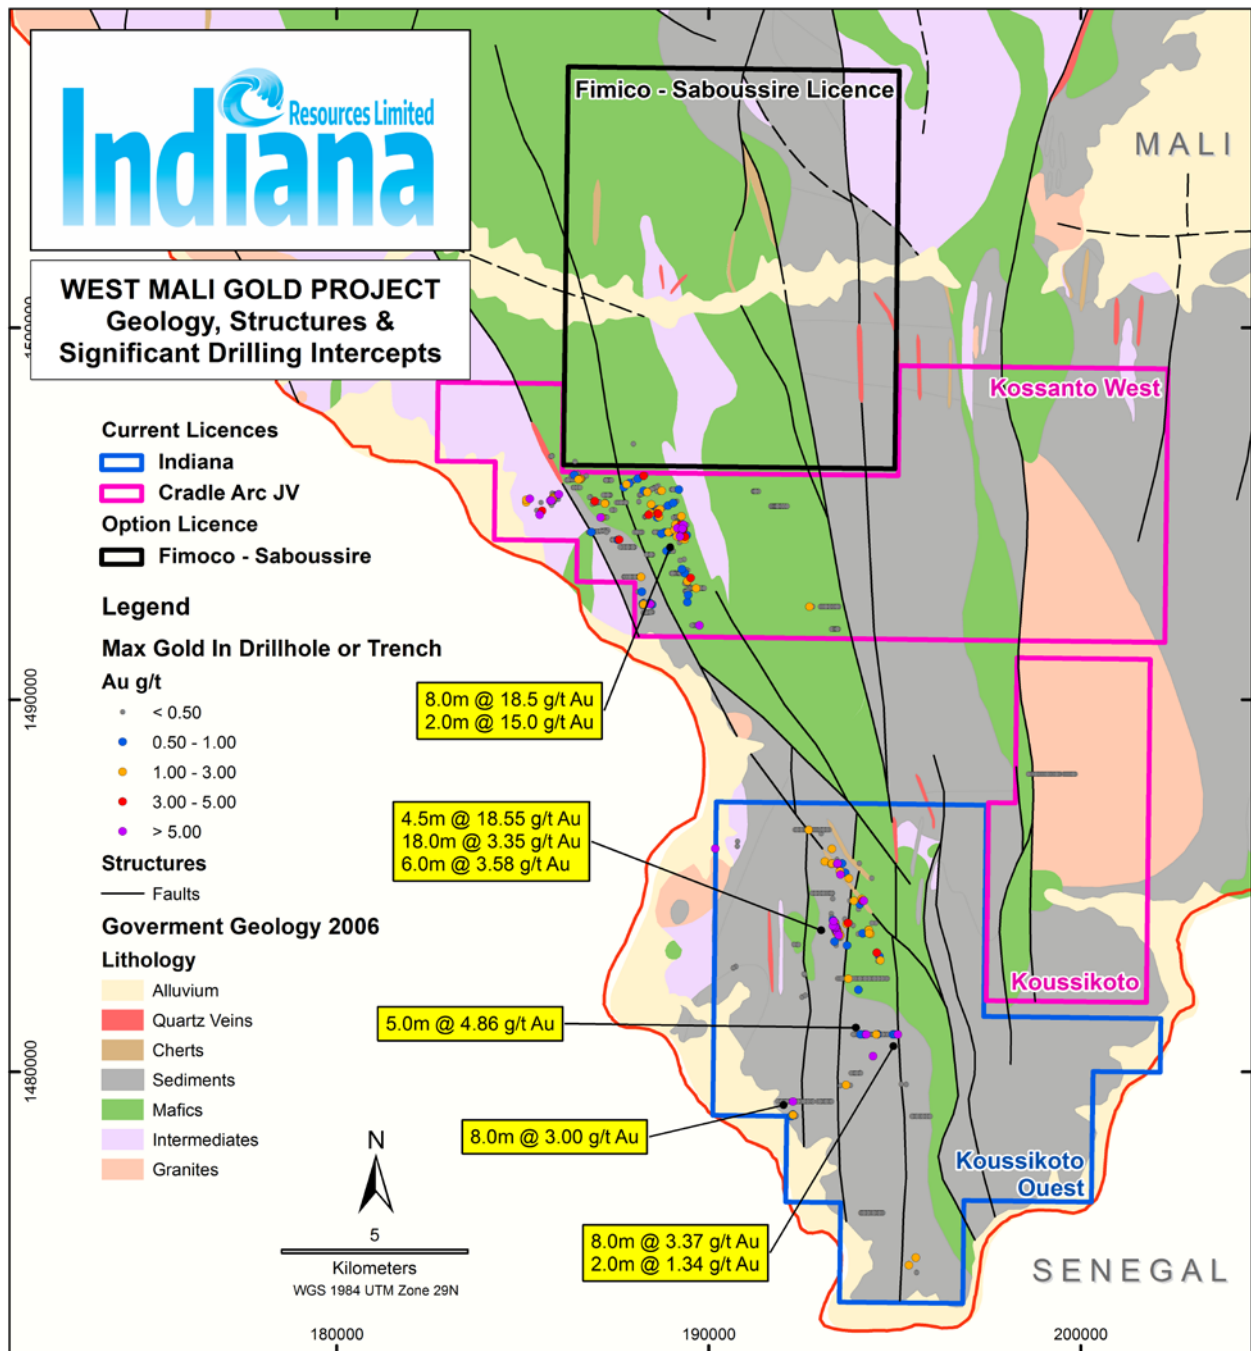 Indiana
Resources Limited
WEST MALI GOLD PROJECT
Geology, Structures &
Significant Drilling Intercepts
Current Licences
Indiana
Cradle Arc JV
Option Licence
Fimoco - Saboussire
Legend
Max Gold In Drillhole or Trench
Au g/t
< 0.50
0.50 - 1.00
1.00 - 3.00
3.00 - 5.00
> 5.00
Structures
Faults
Goverment Geology 2006
Lithology
Alluvium
Quartz Veins
Cherts
Sediments
Mafics
Intermediates
Granites
N
5
Kilometers
WGS 1984 UTM Zone 29N
Fimico - Saboussire Licence
MALI
Kossanto West
8.0m @ 18.5 g/t Au
2.0m @ 15.0 g/t Au
4.5m @ 18.55 g/t Au
18.0m @ 3.35 g/t Au
6.0m @ 3.58 g/t Au
Koussikoto
5.0m @ 4.86 g/t Au
8.0m @ 3.00 g/t Au
Koussikoto
Ouest
8.0m @ 3.37 g/t Au
2.0m @ 1.34 g/t Au
SENEGAL
1490000
1480000
180000
190000
200000